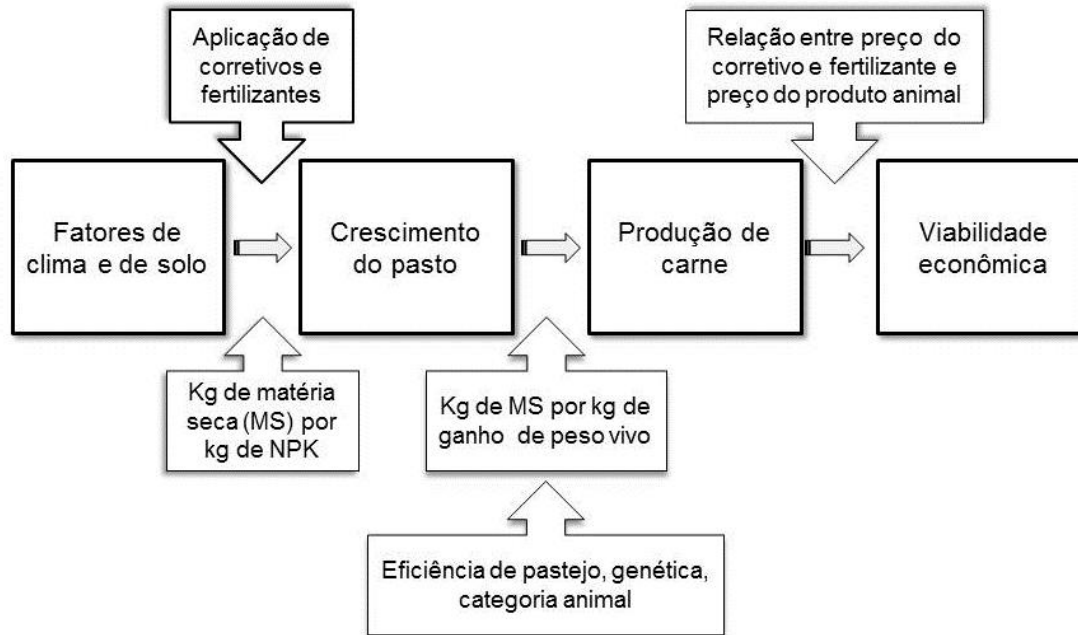 Aplicação de
corretivos e
fertilizantes
Relação entre preço do
corretivo e fertilizante e
preço do produto animal
Fatores de
clima e de solo
Crescimento
do pasto
Produção de
carne
Viabilidade
econômica
Kg de matéria
seca (MS) por
kg de NPK
Kg de MS por kg de
ganho de peso vivo
Eficiência de pastejo, genética,
categoria animal